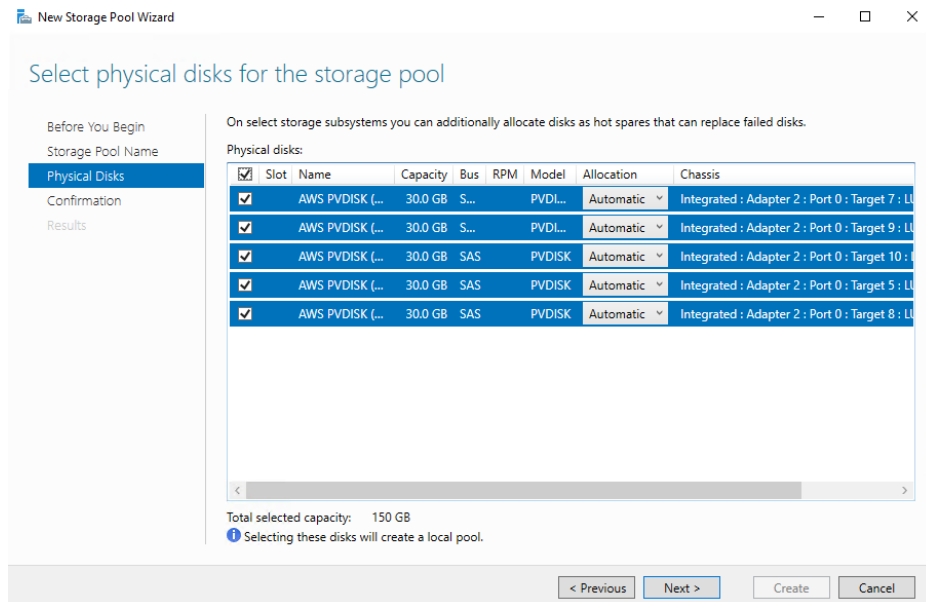 New Storage Pool Wizard
Select physical disks for the storage pool
Before You Begin
Storage Pool Name
Physical Disks
Confirmation
Results
On select storage subsystems you can additionally allocate disks as hot spares that can replace failed disks.
Physical disks:
Slot Name Capacity Bus RPM Model Allocation Chassis
AWS PVDISK (... 30.0 GB S... PVDI... Automatic Integrated : Adapter 2 : Port 0 : Target 7 : LU
AWS PVDISK (... 30.0 GB S... PVDI... Automatic Integrated : Adapter 2 : Port 0 : Target 9 : LU
AWS PVDISK (... 30.0 GB SAS PVDISK Automatic Integrated : Adapter 2 : Port 0 : Target 10 :
AWS PVDISK (... 30.0 GB SAS PVDISK Automatic Integrated : Adapter 2 : Port 0 : Target 5 : LU
AWS PVDISK (... 30.0 GB SAS PVDISK Automatic Integrated : Adapter 2 : Port 0 : Target 8 : LU
Total selected capacity: 150 GB
Selecting these disks will create a local pool.
< Previous Next > Create Cancel